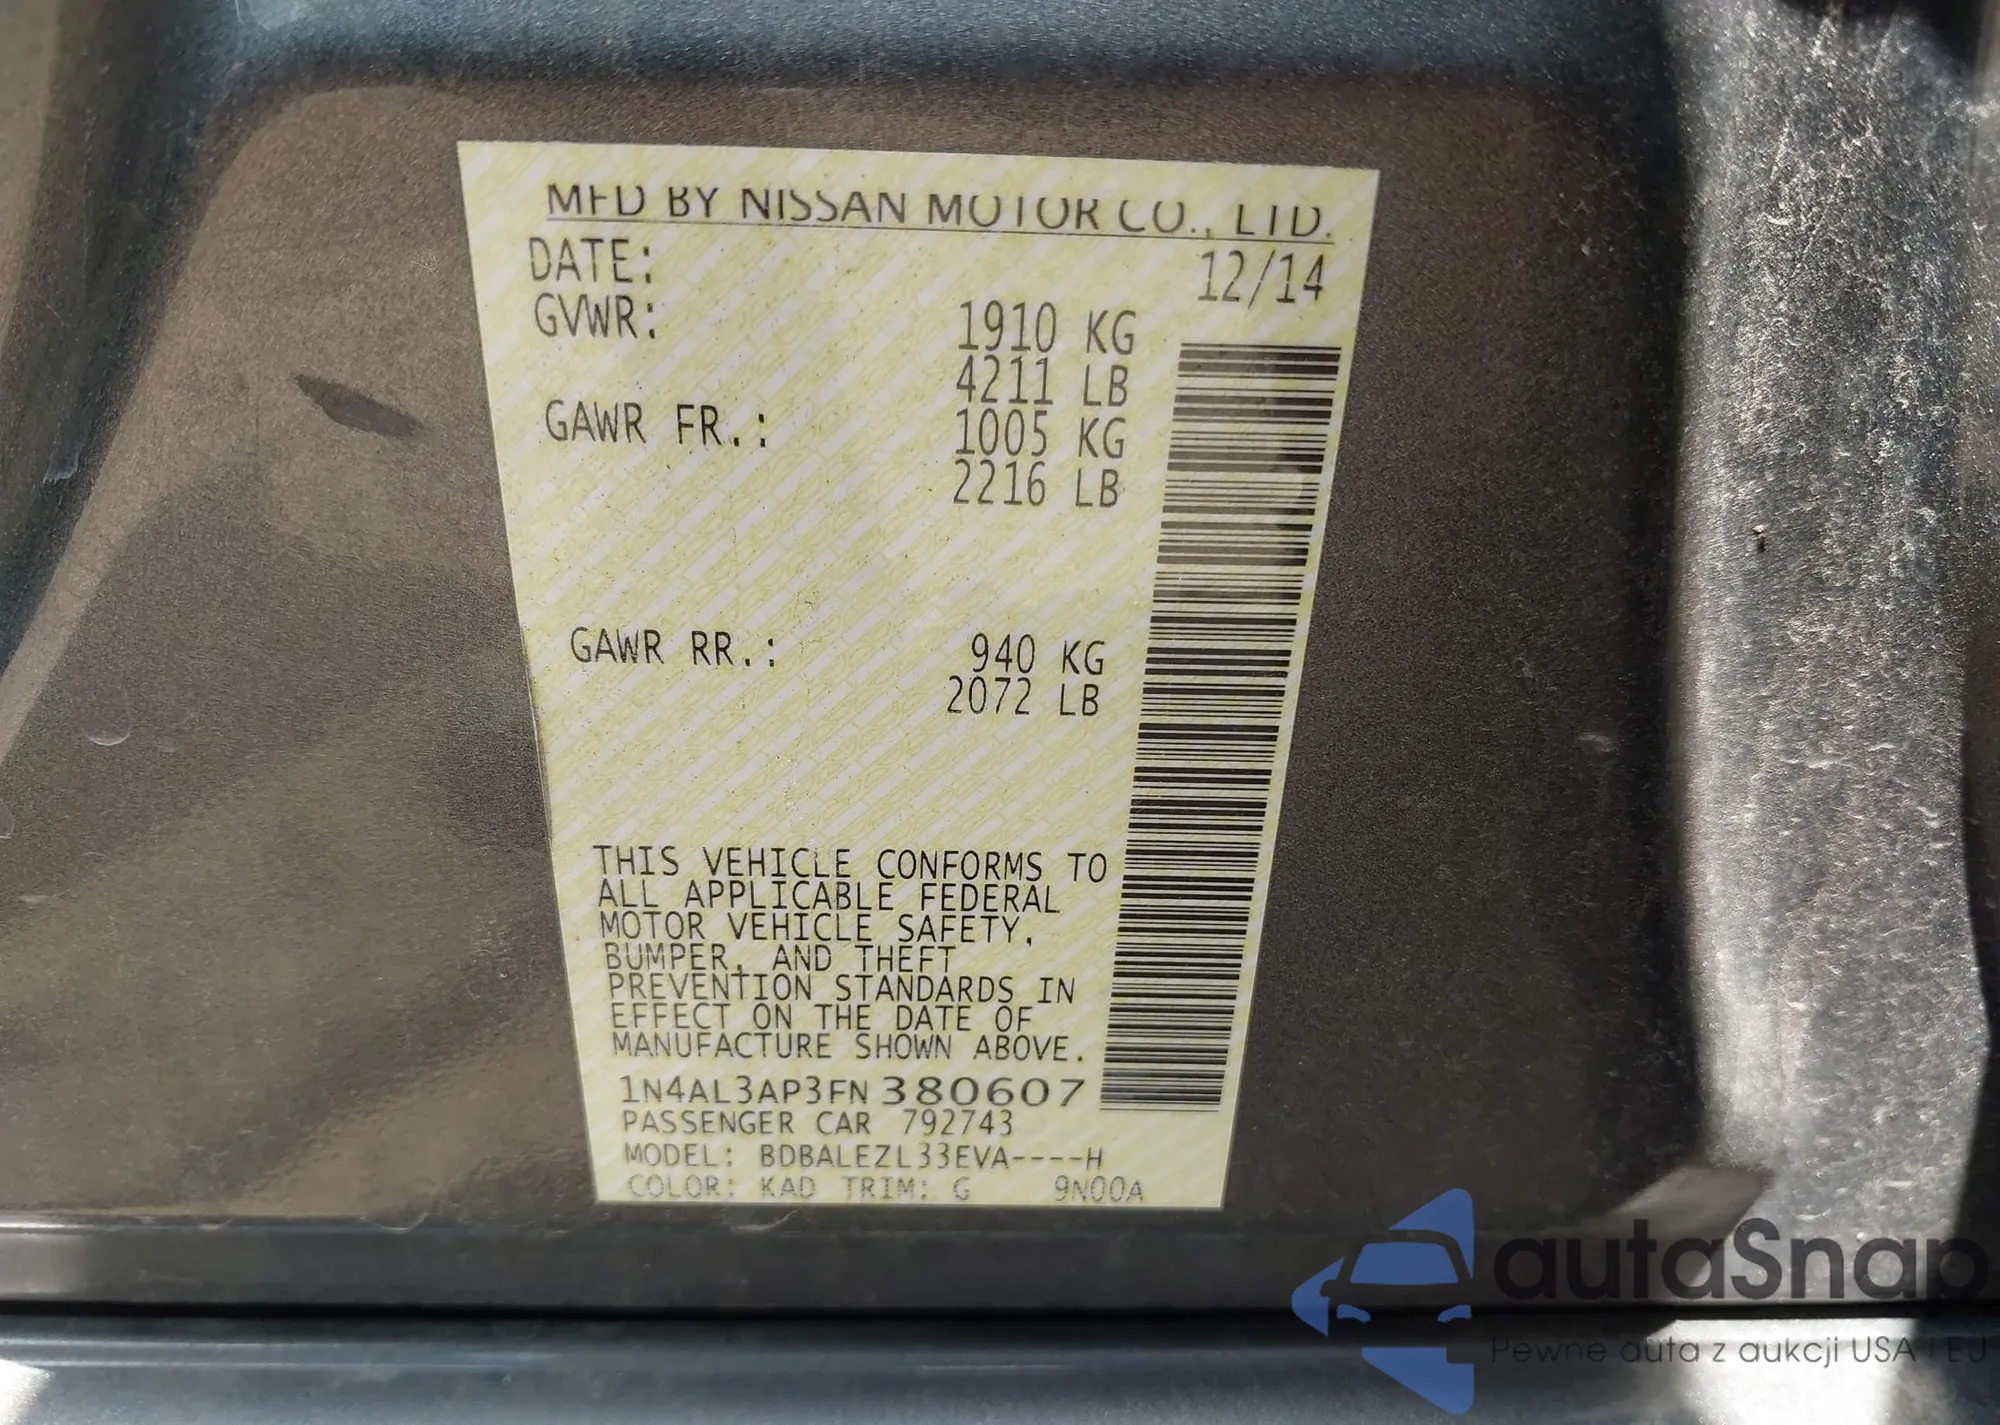 MFD BY NISSAN MOTOR CO., LTD.
DATE: 12/14
GVWR: 1910 KG
4211 LB
GAWR FR.: 1005 KG
2216 LB
GAWR RR.: 940 KG
2072 LB
THIS VEHICLE CONFORMS TO
ALL APPLICABLE FEDERAL
MOTOR VEHICLE SAFETY,
BUMPER, AND THEFT
PREVENTION STANDARDS IN
EFFECT ON THE DATE OF
MANUFACTURE SHOWN ABOVE.
1N4AL3AP3FN380607
PASSENGER CAR 792743
MODEL: BDBALEZL33EVA----H
COLOR: KAD TRIM: G 9N00A
autaSnap
Pewne auta z aukcji USA i EU